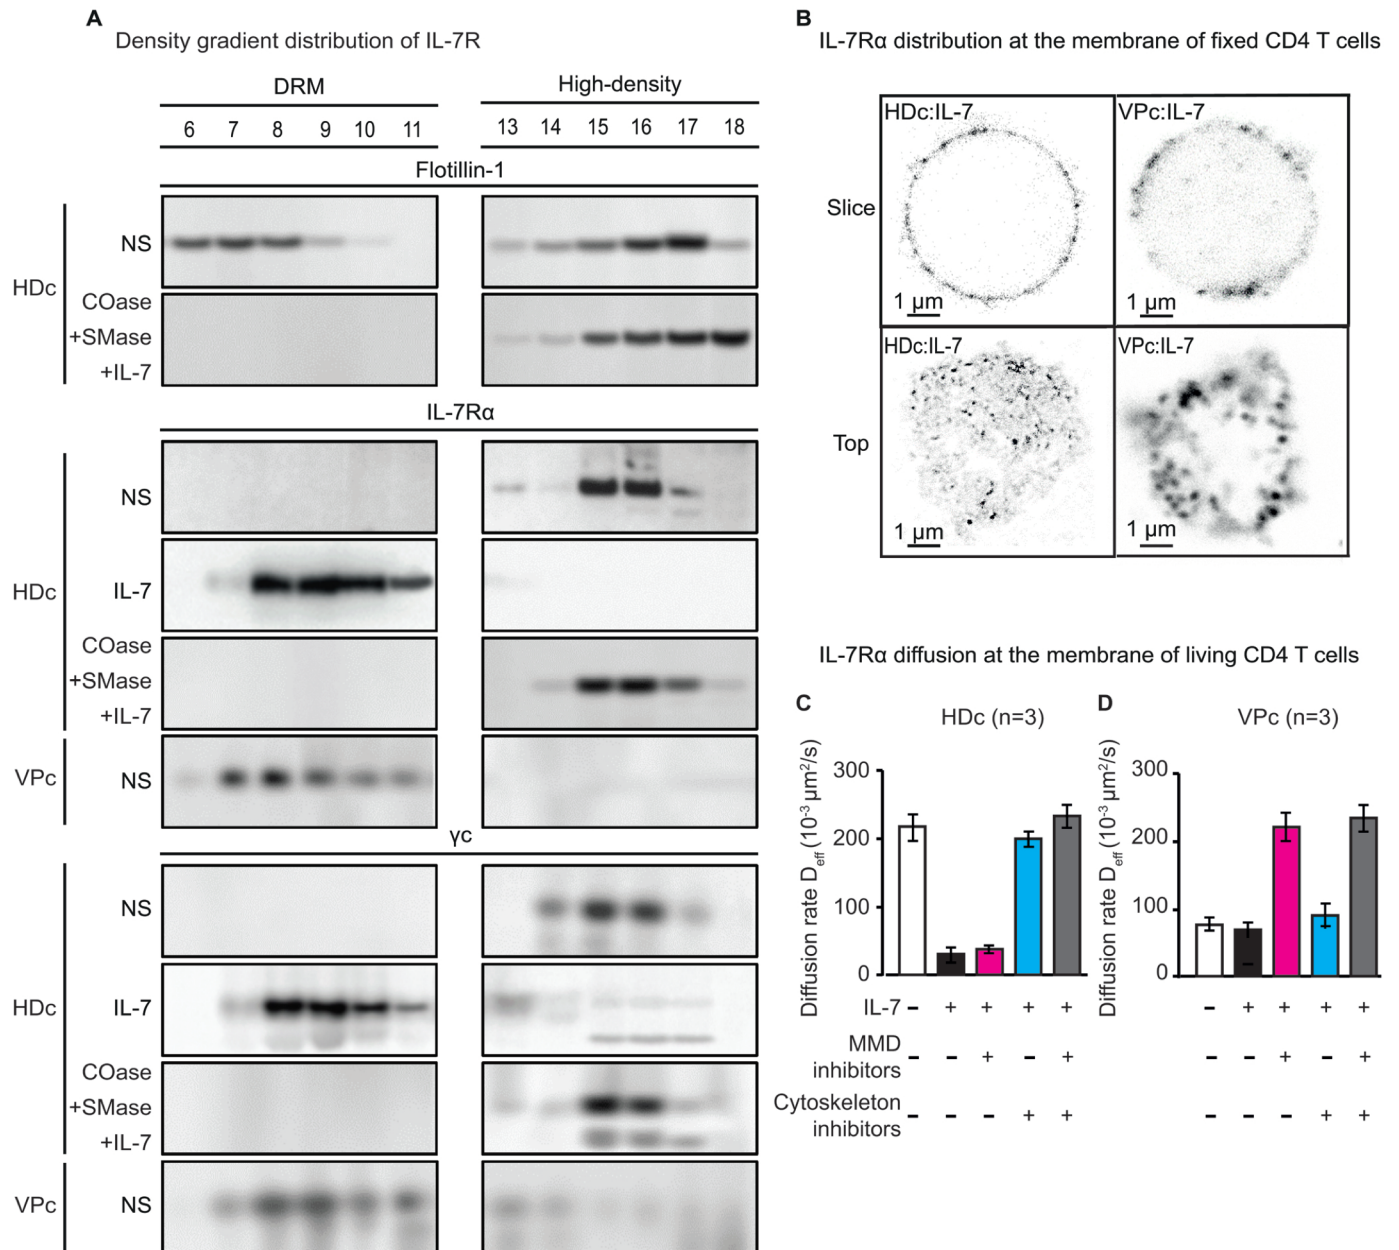 A
Density gradient distribution of IL-7R
DRM
High-density
6 7 8 9 10 11 13 14 15 16 17 18
Flotillin-1
HDc
NS
COase
+SMase
+IL-7
IL-7Rα
HDc
NS
IL-7
COase
+SMase
+IL-7
VPc NS
γc
HDc
NS
IL-7
COase
+SMase
+IL-7
VPc NS
B
IL-7Rα distribution at the membrane of fixed CD4 T cells
Slice
HDc:IL-7
1 µm
VPc:IL-7
1 µm
Top
HDc:IL-7
1 µm
VPc:IL-7
1 µm
IL-7Rα diffusion at the membrane of living CD4 T cells
C
HDc (n=3)
Diffusion rate Deff (10-3 µm2/s)
300
200
100
0
IL-7 – + + + +
MMD
inhibitors – – + – +
Cytoskeleton
inhibitors – – – + +
D
VPc (n=3)
Diffusion rate Deff (10-3 µm2/s)
300
200
100
0
– + + + +
– – + – +
– – – + +